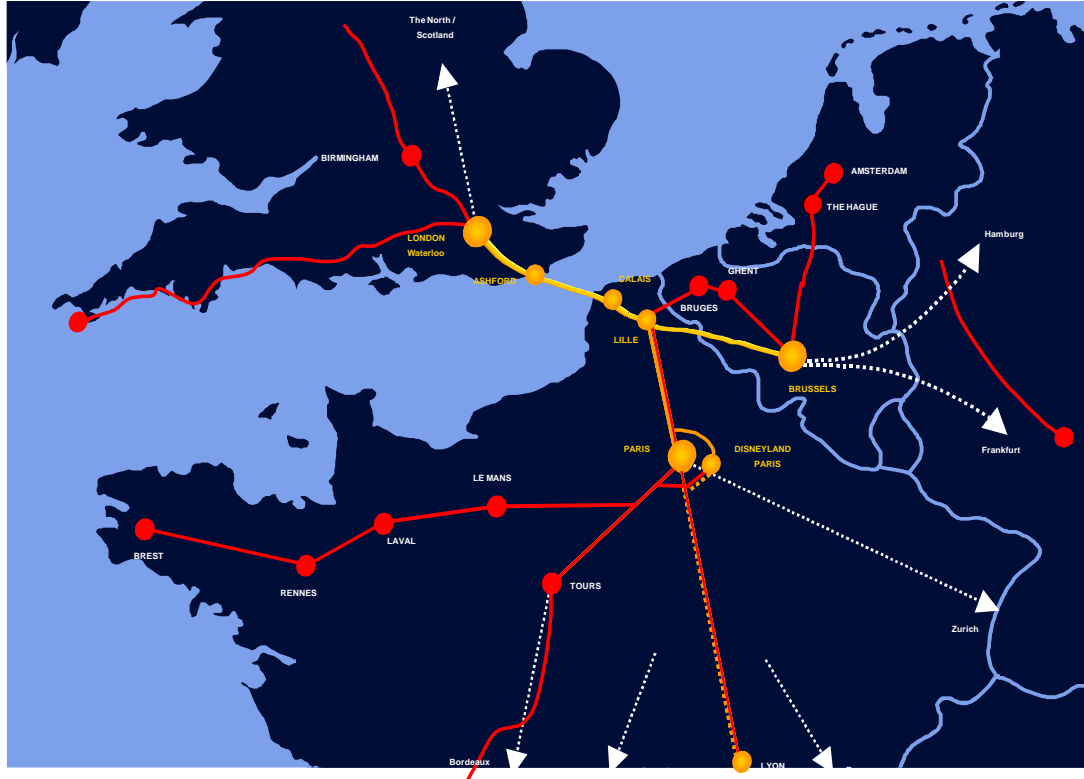 The North /
Scotland
BIRMINGHAM
AMSTERDAM
THE HAGUE
LONDON
Waterloo
Hamburg
ASHFORD
CALAIS
GHENT
BRUGES
LILLE
BRUSSELS
PARIS
DISNEYLAND
PARIS
Frankfurt
LE MANS
LAVAL
BREST
RENNES
TOURS
Zurich
Bordeaux
LYON